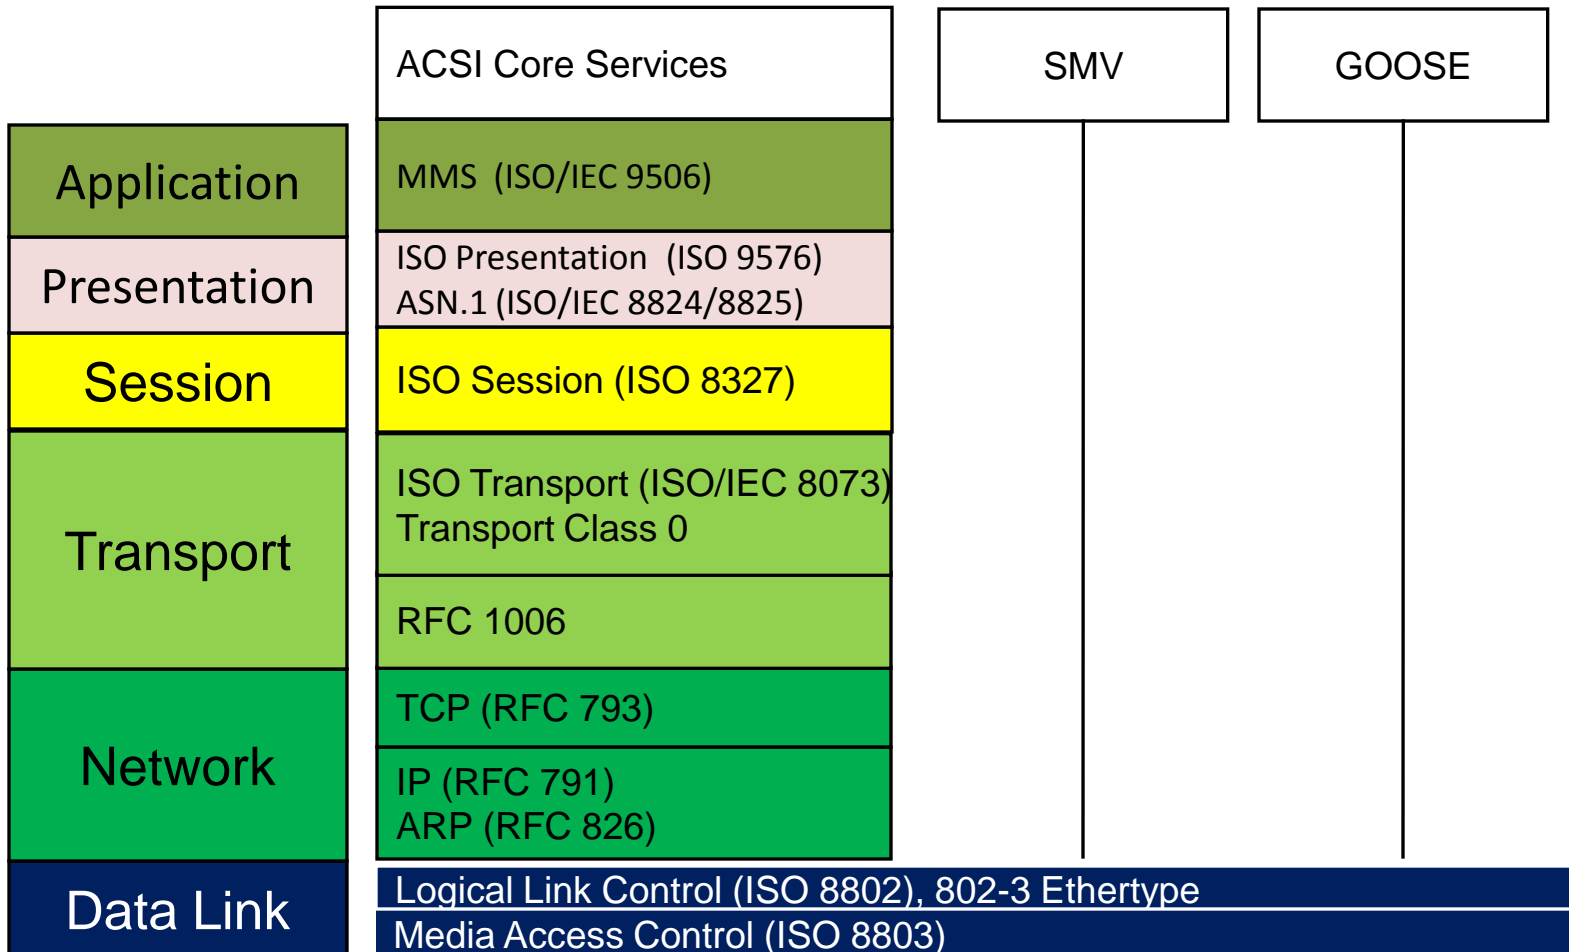 ACSI Core Services
SMV
GOOSE
Application
MMS (ISO/IEC 9506)
Presentation
ISO Presentation (ISO 9576)
ASN.1 (ISO/IEC 8824/8825)
Session
ISO Session (ISO 8327)
Transport
ISO Transport (ISO/IEC 8073)
Transport Class 0
RFC 1006
Network
TCP (RFC 793)
IP (RFC 791)
ARP (RFC 826)
Data Link
Logical Link Control (ISO 8802), 802-3 Ethertype
Media Access Control (ISO 8803)